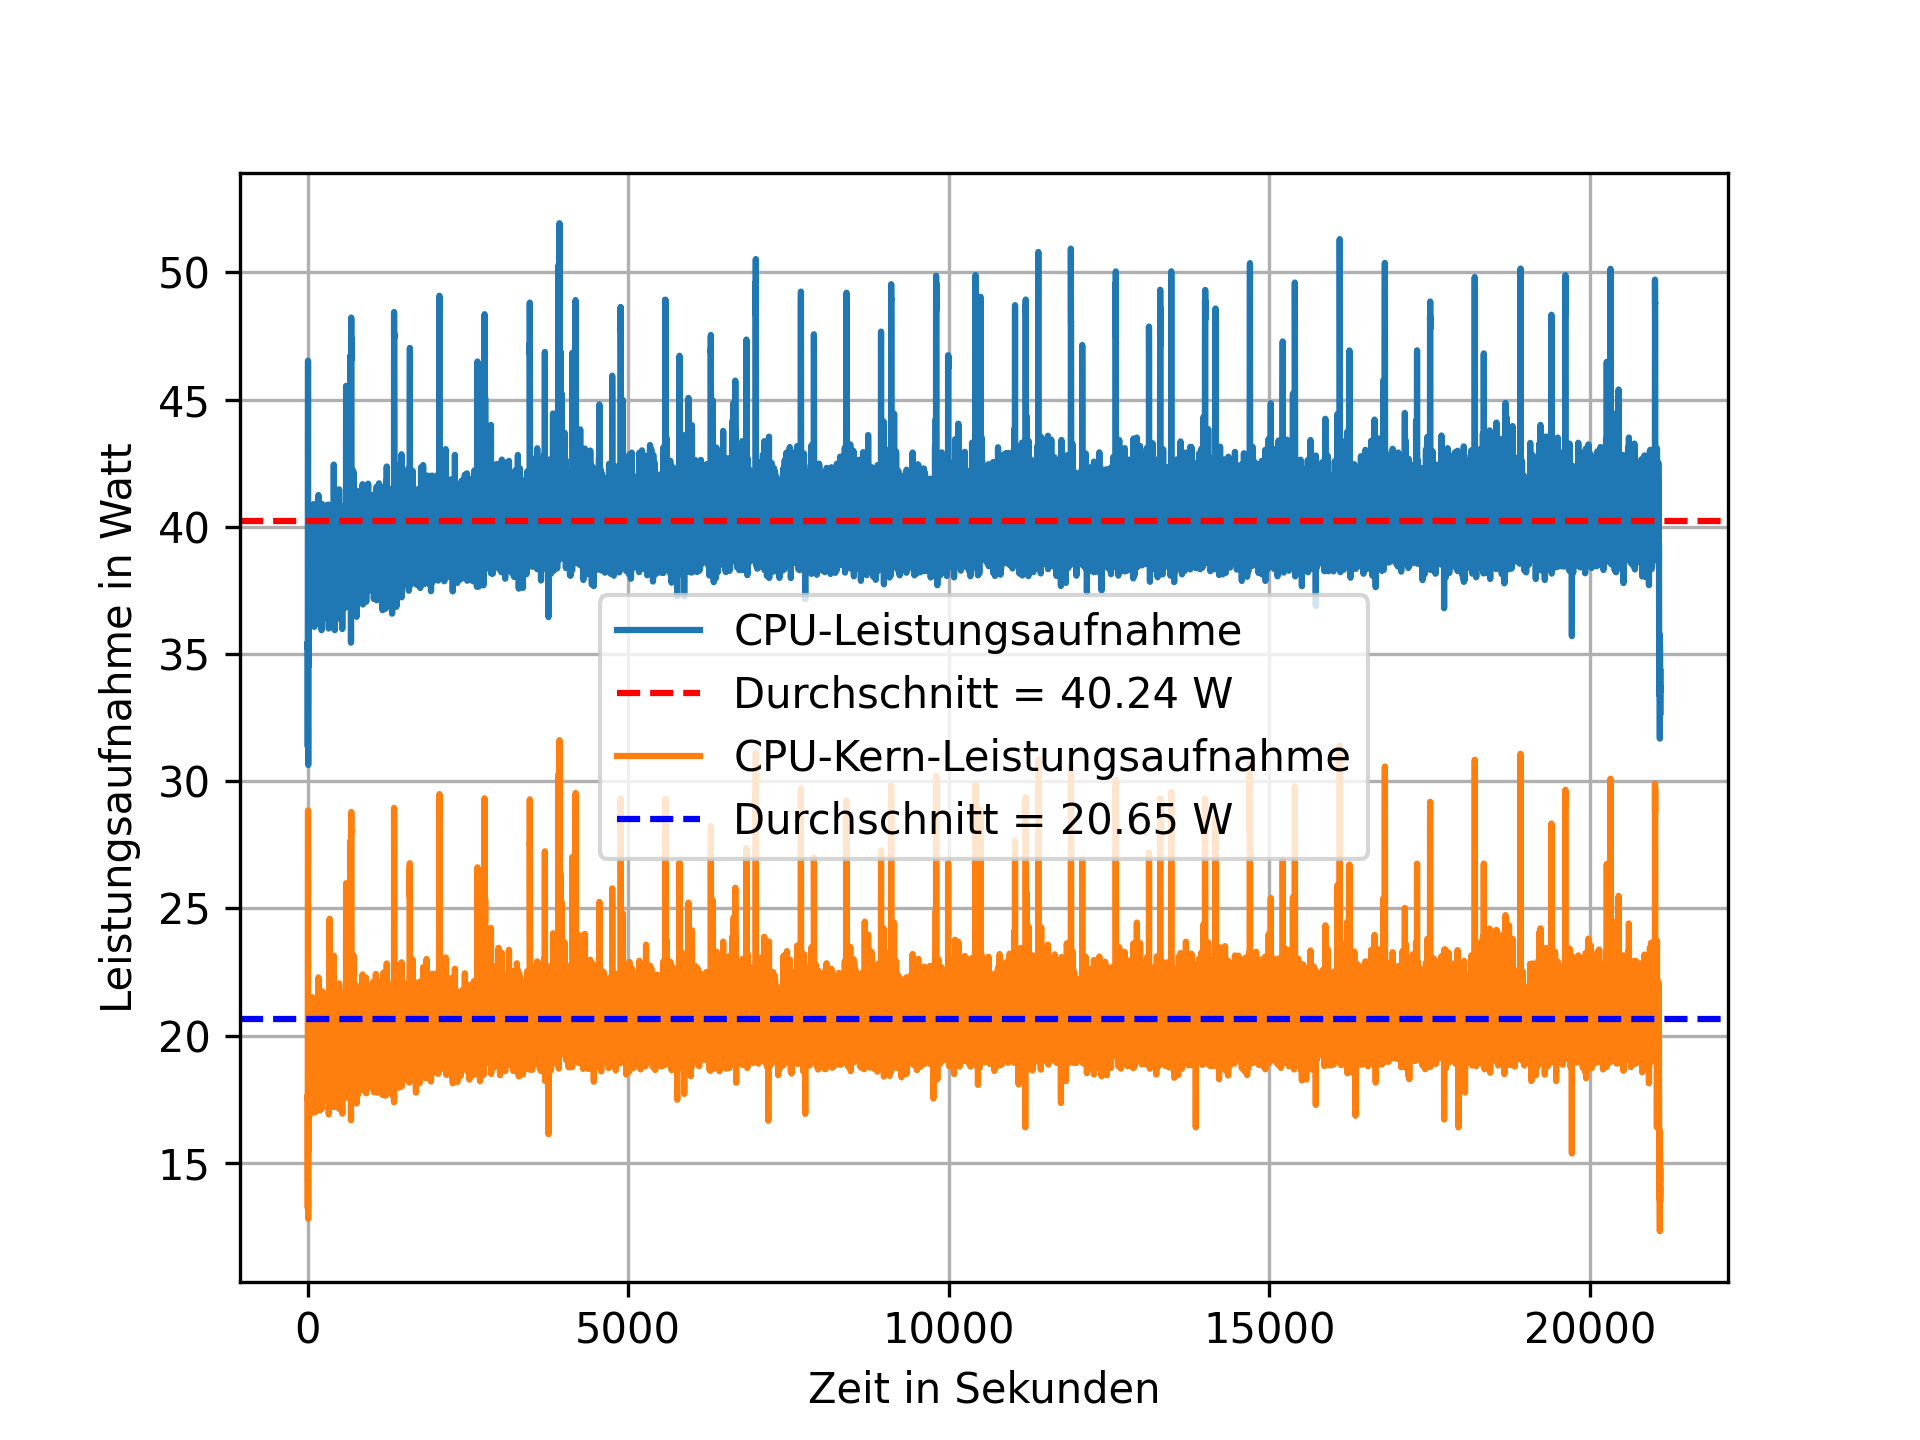 Leistungsaufnahme in Watt
50
45
40
35
30
25
20
15
CPU-Leistungsaufnahme
Durchschnitt = 40.24 W
CPU-Kern-Leistungsaufnahme
Durchschnitt = 20.65 W
0 5000 10000 15000 20000
Zeit in Sekunden